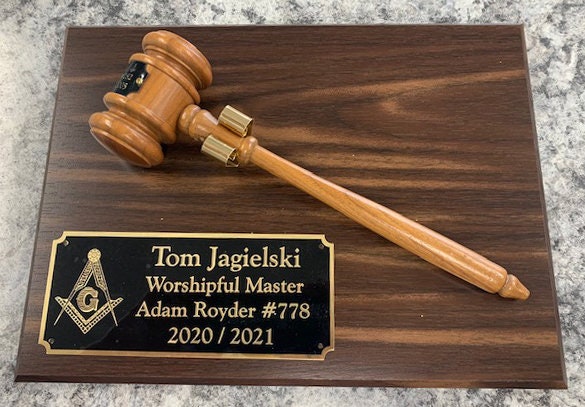 Tom Jagielski
Worshipful Master
Adam Royder #778
2020 / 2021
G